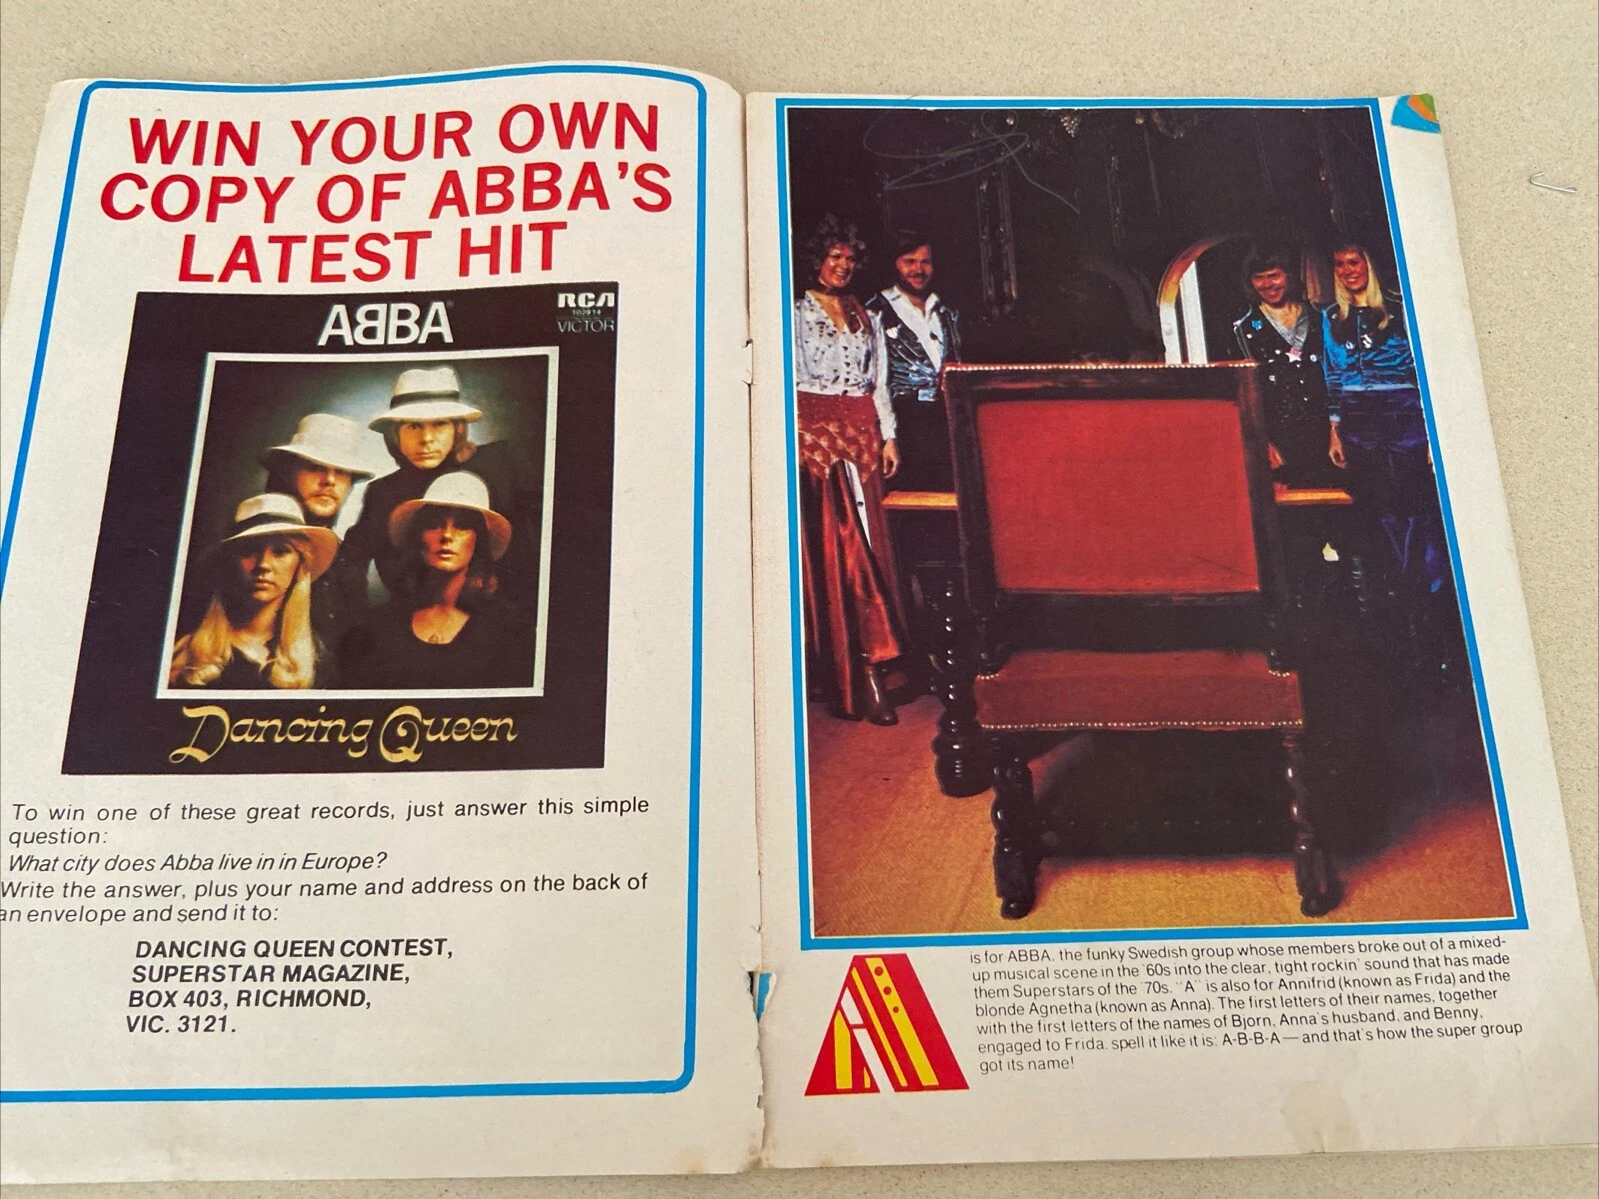 WIN YOUR OWN
COPY OF ABBA'S
LATEST HIT
ABBA
RCA
102814
VICTOR
Dancing Queen
To win one of these great records, just answer this simple
question:
What city does Abba live in in Europe?
Write the answer, plus your name and address on the back of
an envelope and send it to:
DANCING QUEEN CONTEST,
SUPERSTAR MAGAZINE,
BOX 403, RICHMOND,
VIC. 3121.
A
is for ABBA, the funky Swedish group whose members broke out of a mixed-
up musical scene in the '60s into the clear, tight rockin' sound that has made
them Superstars of the '70s. "A" is also for Annifrid (known as Frida) and the
blonde Agnetha (known as Anna). The first letters of their names, together
with the first letters of the names of Bjorn, Anna's husband, and Benny,
engaged to Frida, spell it like it is: A-B-B-A — and that's how the super group
got its name!